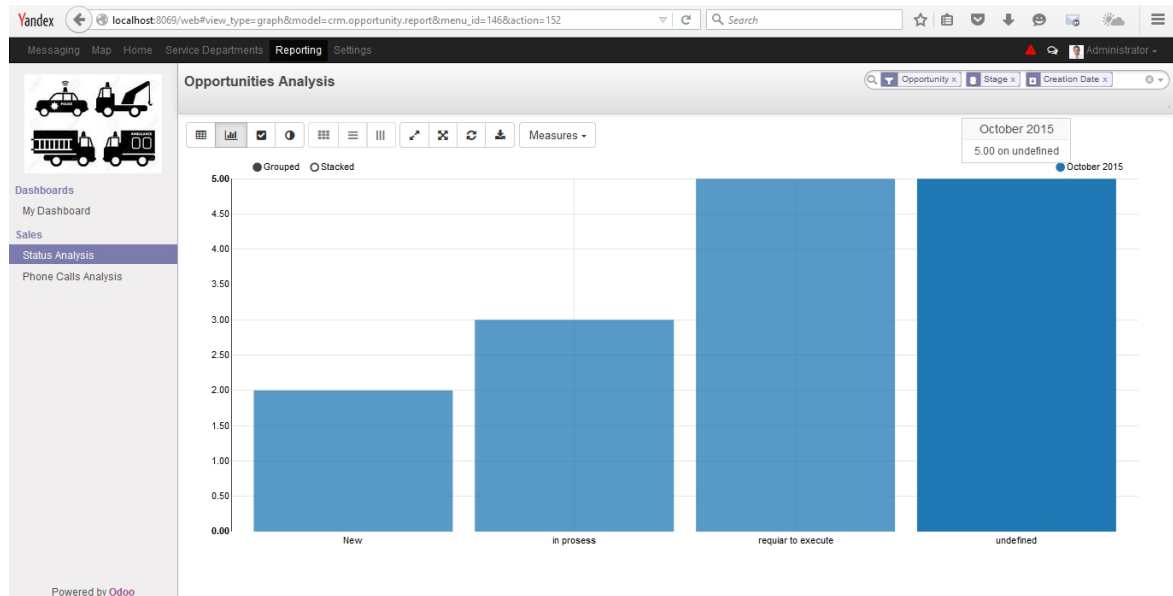 Yandex localhost:8069/web#view_type=graph&model=crm.opportunity.report&menu_id=146&action=152 Search
Messaging Map Home Service Departments Reporting Settings Administrator
POLICE
AMBULANCE
Opportunities Analysis Opportunity x Stage x Creation Date x
Measures
October 2015
5.00 on undefined
Grouped Stacked October 2015
Dashboards
My Dashboard
Sales
Status Analysis
Phone Calls Analysis
5.00
4.50
4.00
3.50
3.00
2.50
2.00
1.50
1.00
0.50
0.00
New in prosess requiar to execute undefined
Powered by Odoo